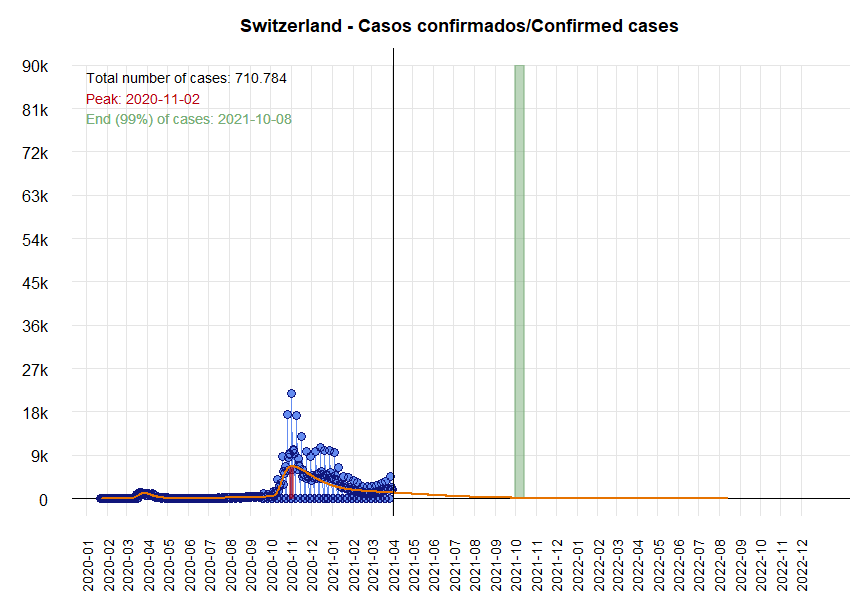 Switzerland - Casos confirmados/Confirmed cases
90k
Total number of cases: 710.784
Peak: 2020-11-02
81k
End (99%) of cases: 2021-10-08
72k
63k
54k
45k
36k
27k
18k
9k
0
2020-01
2020-02
2020-03
2020-04
2020-05
2020-06
2020-07
2020-08
2020-09
2020-10
2020-11
2020-12
2021-01
2021-02
2021-03
2021-04
2021-05
2021-06
2021-07
2021-08
2021-09
2021-10
2021-11
2021-12
2022-02
2022-03
2022-04
2022-05
2022-06
2022-07
2022-08
2022-09
2022-10
2022-11
2022-12